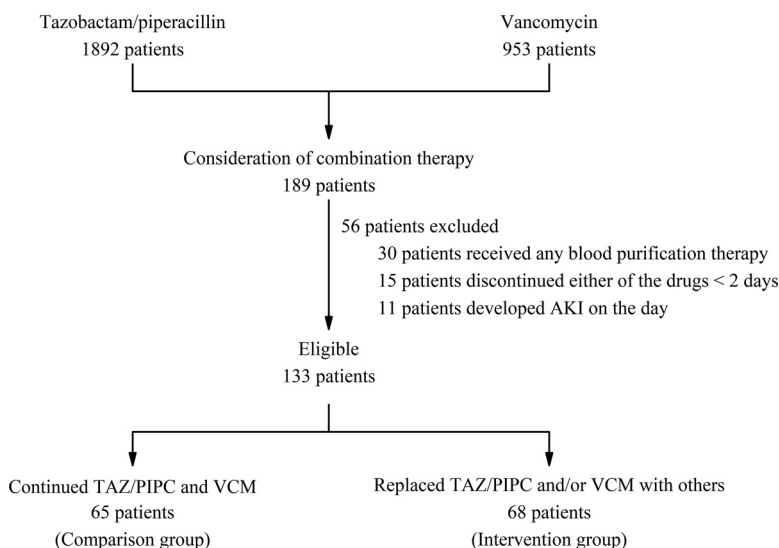 Tazobactam/piperacillin
1892 patients
Vancomycin
953 patients
Consideration of combination therapy
189 patients
56 patients excluded
30 patients received any blood purification therapy
15 patients discontinued either of the drugs < 2 days
11 patients developed AKI on the day
Eligible
133 patients
Continued TAZ/PIPC and VCM
65 patients
(Comparison group)
Replaced TAZ/PIPC and/or VCM with others
68 patients
(Intervention group)